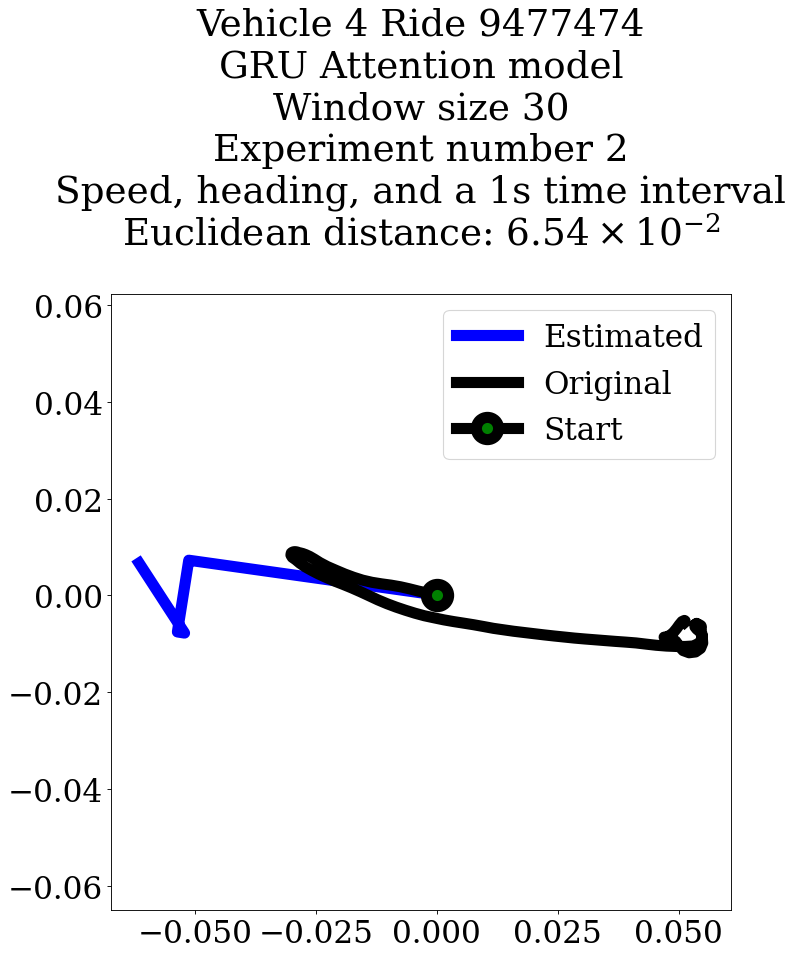 Vehicle 4 Ride 9477474
GRU Attention model
Window size 30
Experiment number 2
Speed, heading, and a 1s time interval
Euclidean distance: 6.54 × 10⁻²
0.06
0.04
0.02
0.00
−0.02
−0.04
−0.06
Estimated
Original
Start
−0.050 −0.025 0.000 0.025 0.050